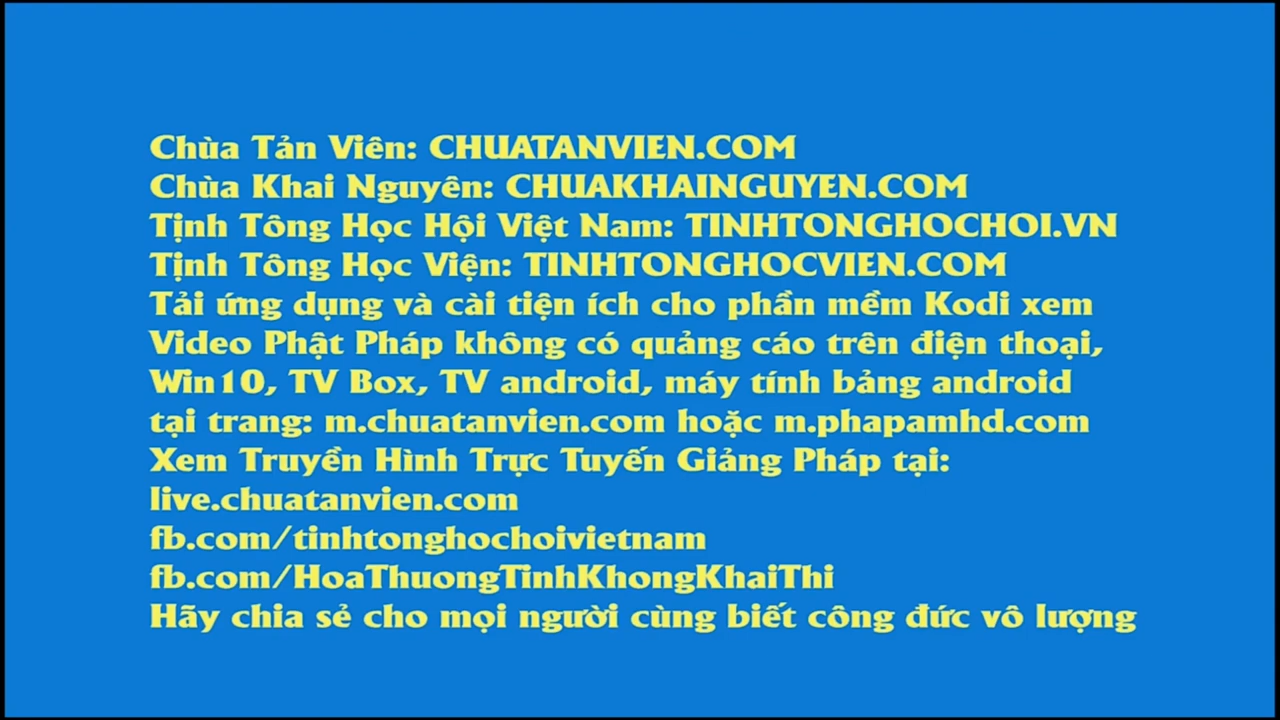 Chùa Tản Viên: CHUATANVIEN.COM
Chùa Khai Nguyên: CHUAKHAINGUYEN.COM
Tịnh Tông Học Hội Việt Nam: TINHTONGHOCHOI.VN
Tịnh Tông Học Viện: TINHTONGHOCVIEN.COM
Tải ứng dụng và cài tiện ích cho phần mềm Kodi xem
Video Phật Pháp không có quảng cáo trên điện thoại,
Win10, TV Box, TV android, máy tính bảng android
tại trang: m.chuatanvien.com hoặc m.phapamhd.com
Xem Truyền Hình Trực Tuyến Giảng Pháp tại:
live.chuatanvien.com
fb.com/tinhtonghochoivietnam
fb.com/HoaThuongTinhKhongKhaiThi
Hãy chia sẻ cho mọi người cùng biết công đức vô lượng